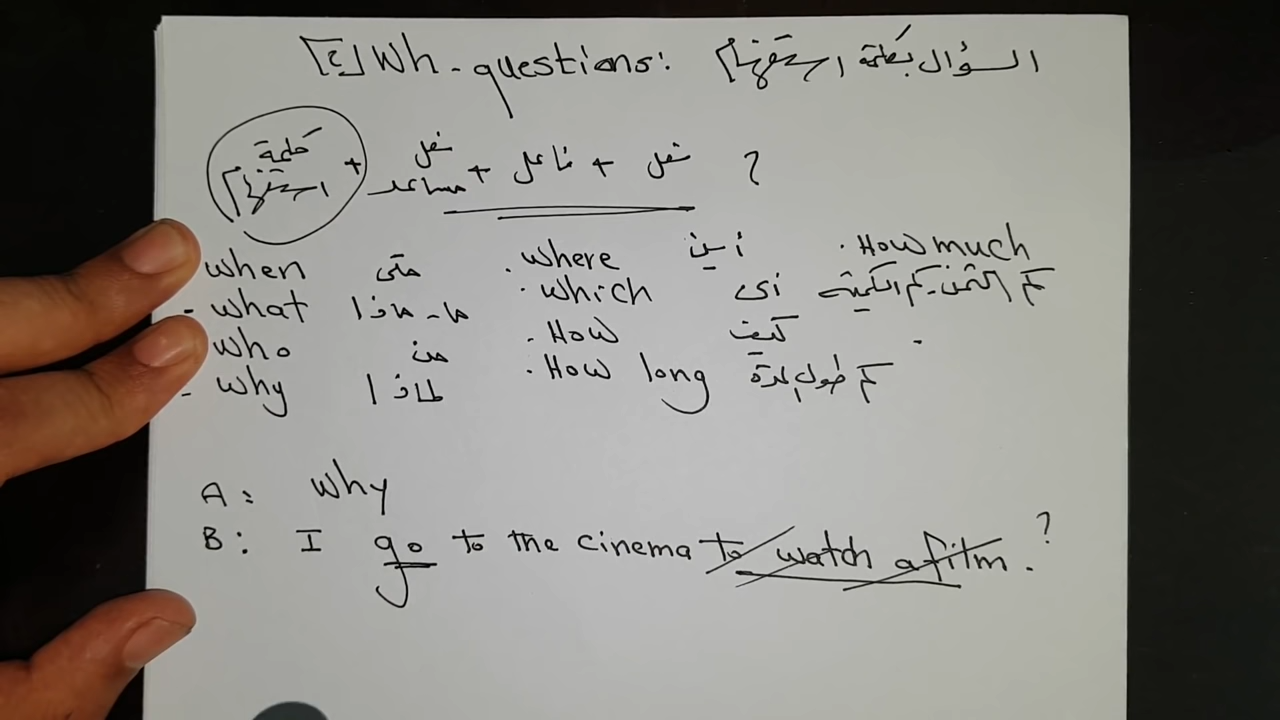 [2] Wh-questions: السؤال بكلمة استفهام
كلمة استفهام + فعل مساعد + فاعل + فعل ?
when متى . where أين . How much
- what ما - ماذا . which أى كم الثمن - كم الكمية
who من - How كيف .
- why لماذا . How long كم طول المدة
A: why
B: I go to the cinema to watch a film. ?